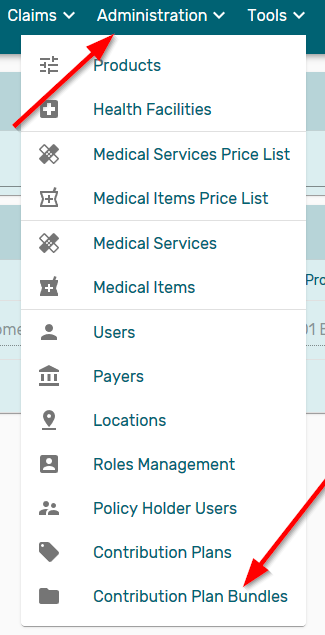 Claims Administration Tools
Products
Health Facilities
Medical Services Price List
Medical Items Price List
Medical Services
Medical Items
Pro
ome
01 E
Users
Payers
Locations
Roles Management
Policy Holder Users
Contribution Plans
Contribution Plan Bundles